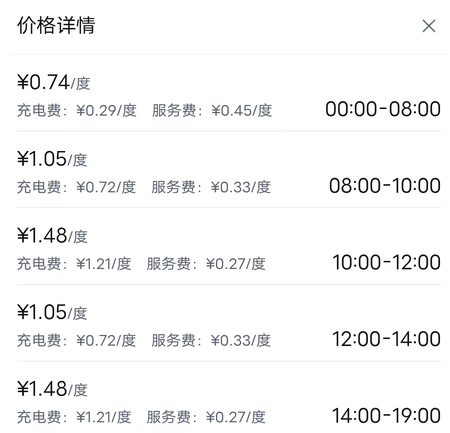 价格详情
¥0.74/度
充电费：¥0.29/度 服务费：¥0.45/度 00:00-08:00
¥1.05/度
充电费：¥0.72/度 服务费：¥0.33/度 08:00-10:00
¥1.48/度
充电费：¥1.21/度 服务费：¥0.27/度 10:00-12:00
¥1.05/度
充电费：¥0.72/度 服务费：¥0.33/度 12:00-14:00
¥1.48/度
充电费：¥1.21/度 服务费：¥0.27/度 14:00-19:00